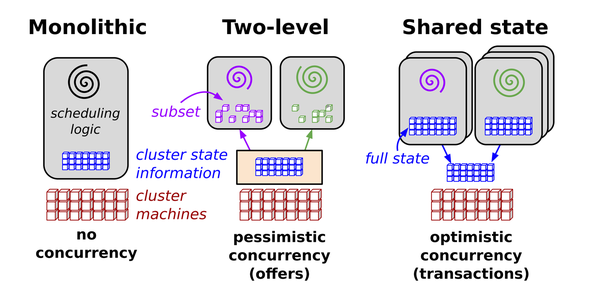 Monolithic
Two-level
Shared state
scheduling
logic
subset
cluster state
information
full state
cluster
machines
no
concurrency
pessimistic
concurrency
(offers)
optimistic
concurrency
(transactions)